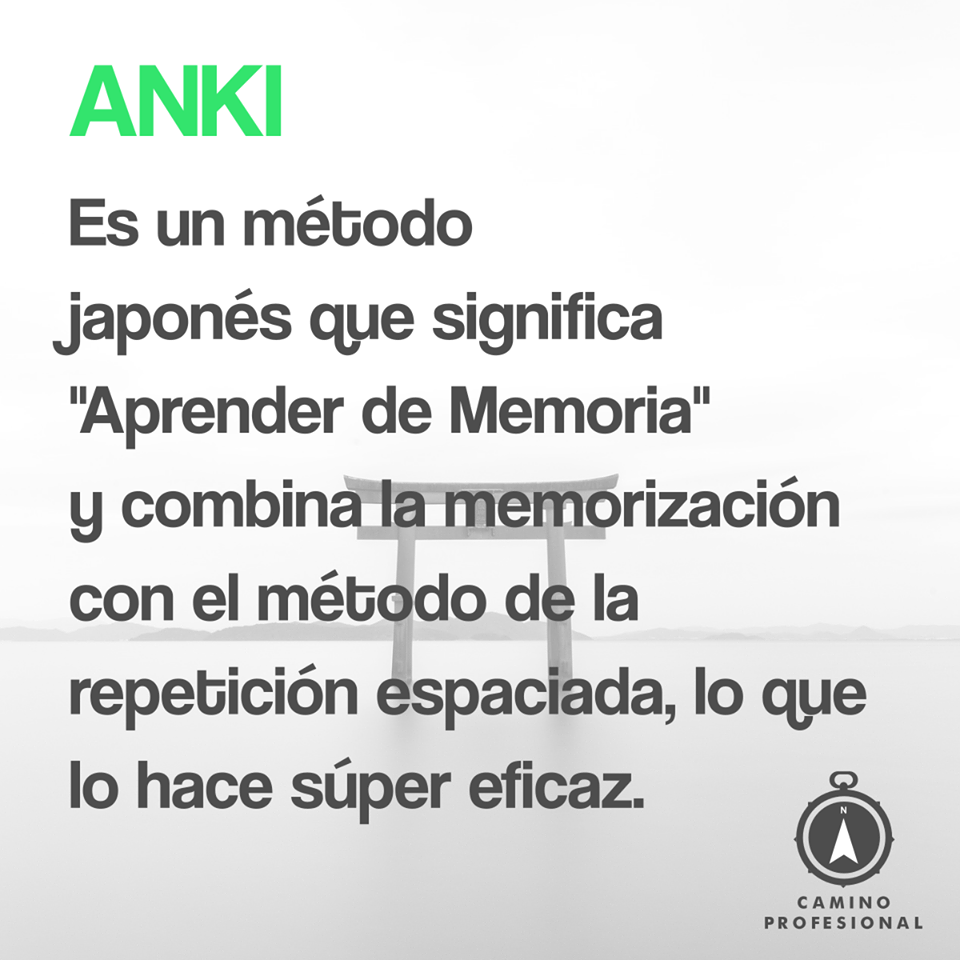 ANKI
Es un método
japonés que significa
"Aprender de Memoria"
y combina la memorización
con el método de la
repetición espaciada, lo que
lo hace súper eficaz.
N
CAMINO
PROFESIONAL